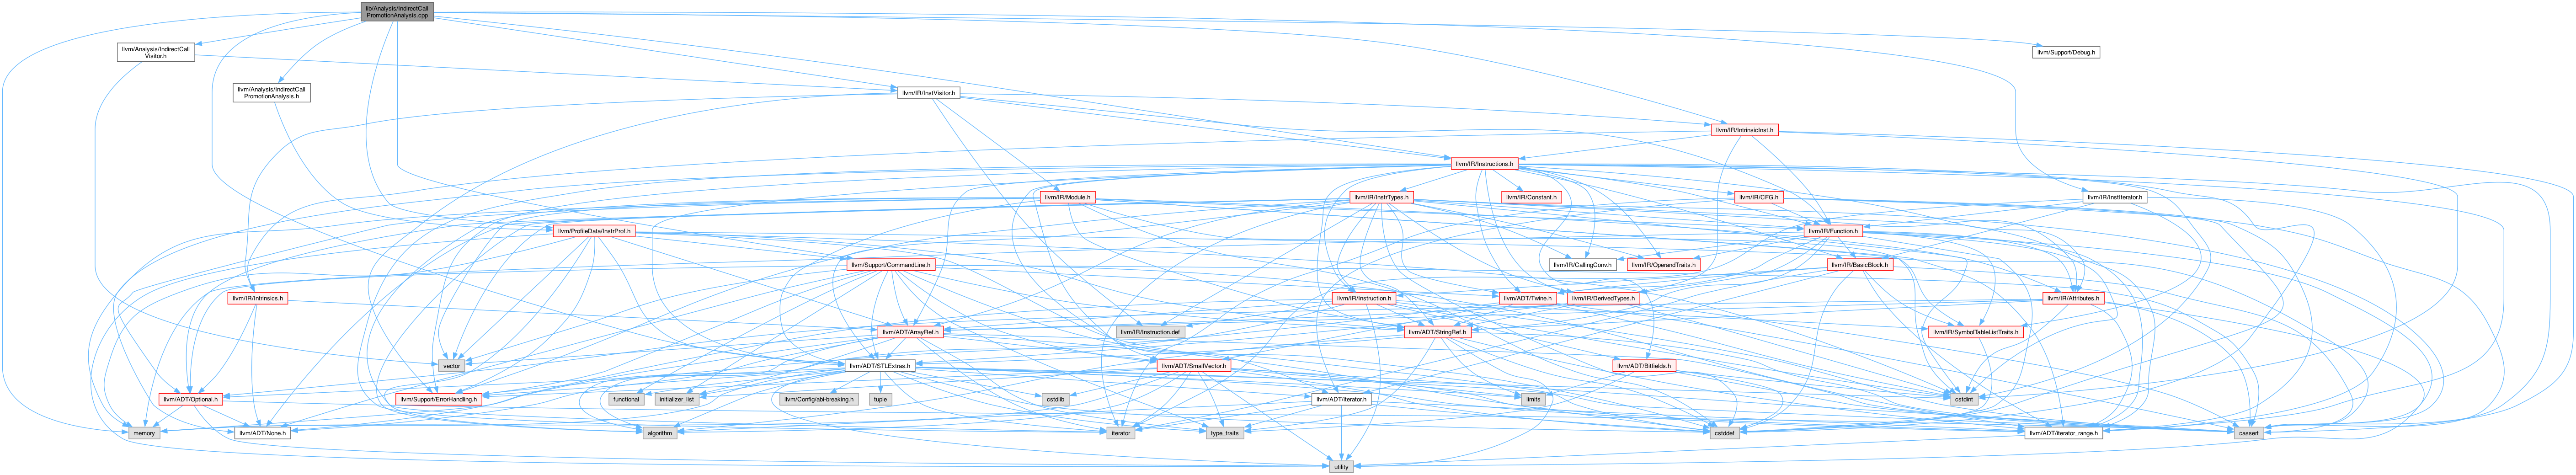 lib/Analysis/IndirectCall
PromotionAnalysis.cpp
llvm/Analysis/IndirectCall
Visitor.h
llvm/Support/Debug.h
llvm/Analysis/IndirectCall
PromotionAnalysis.h
llvm/IR/InstVisitor.h
llvm/IR/IntrinsicInst.h
llvm/IR/Instructions.h
llvm/IR/Module.h
llvm/IR/InstrTypes.h
llvm/IR/Constant.h
llvm/IR/CFG.h
llvm/IR/InstIterator.h
llvm/ProfileData/InstrProf.h
llvm/IR/Function.h
llvm/Support/CommandLine.h
llvm/IR/CallingConv.h
llvm/IR/OperandTraits.h
llvm/IR/BasicBlock.h
llvm/IR/Intrinsics.h
llvm/IR/Instruction.h
llvm/ADT/Twine.h
llvm/IR/DerivedTypes.h
llvm/IR/Attributes.h
llvm/ADT/ArrayRef.h
llvm/IR/Instruction.def
llvm/ADT/StringRef.h
llvm/IR/SymbolTableListTraits.h
vector
llvm/ADT/STLExtras.h
llvm/ADT/SmallVector.h
llvm/ADT/Bitfields.h
llvm/ADT/Optional.h
llvm/Support/ErrorHandling.h
functional
initializer_list
llvm/Config/abi-breaking.h
tuple
cstdlib
llvm/ADT/iterator.h
limits
cstdint
memory
llvm/ADT/None.h
algorithm
iterator
type_traits
cstddef
llvm/ADT/iterator_range.h
cassert
utility